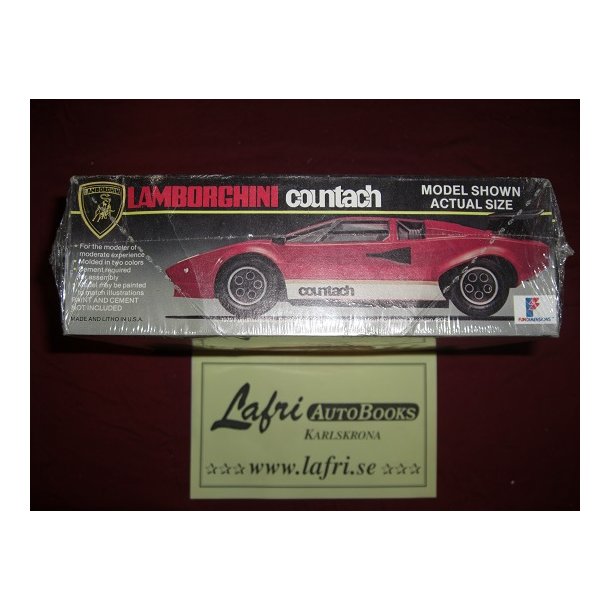 LAMBORGHINI
LAMBORGHINI countach
MODEL SHOWN
ACTUAL SIZE
• For the modeler of
moderate experience
• Molded in two colors
• Cement required
for assembly
• Model may be painted
to match illustrations
PAINT AND CEMENT
NOT INCLUDED
MADE AND LITHO IN U.S.A.
countach
FUNDIMENSIONS
Lafri AUTOBOOKS
KARLSKRONA
☆☆☆ www.lafri.se ☆☆☆